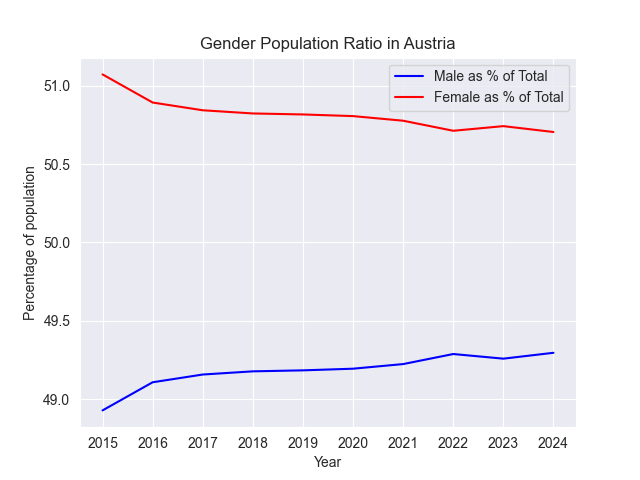 Gender Population Ratio in Austria
Male as % of Total
Female as % of Total
Percentage of population
51.0
50.5
50.0
49.5
49.0
2015 2016 2017 2018 2019 2020 2021 2022 2023 2024
Year